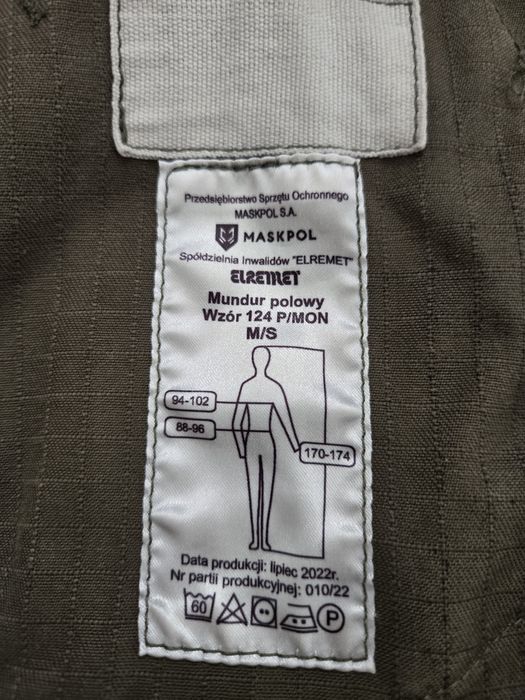 Przedsiębiorstwo Sprzętu Ochronnego
MASKPOL S.A.
MASKPOL
Spółdzielnia Inwalidów "ELREMET"
ELREMET
Mundur polowy
Wzór 124 P/MON
M/S
94-102
88-96
170-174
Data produkcji: lipiec 2022r.
Nr partii produkcyjnej: 010/22
60
P